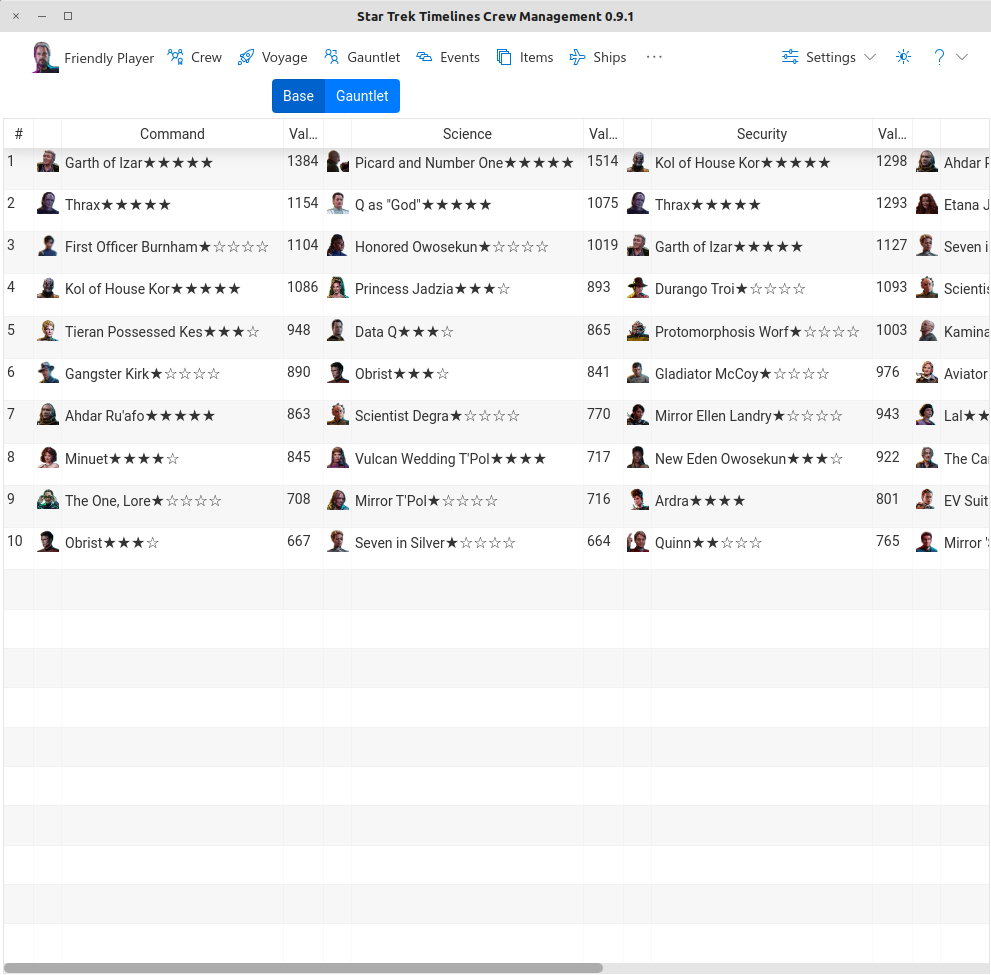 Star Trek Timelines Crew Management 0.9.1
Friendly Player Crew Voyage Gauntlet Events Items Ships ··· Settings ?
Base Gauntlet
# Command Val... Science Val... Security Val...
1 Garth of Izar★★★★★ 1384 Picard and Number One★★★★★ 1514 Kol of House Kor★★★★★ 1298 Ahdar
2 Thrax★★★★★ 1154 Q as "God"★★★★★ 1075 Thrax★★★★★ 1293 Etana J
3 First Officer Burnham★☆☆☆☆ 1104 Honored Owosekun★☆☆☆☆ 1019 Garth of Izar★★★★★ 1127 Seven i
4 Kol of House Kor★★★★★ 1086 Princess Jadzia★★★☆ 893 Durango Troi★☆☆☆☆ 1093 Scientis
5 Tieran Possessed Kes★★★☆ 948 Data Q★★★☆ 865 Protomorphosis Worf★☆☆☆☆ 1003 Kamina
6 Gangster Kirk★☆☆☆☆ 890 Obrist★★★☆ 841 Gladiator McCoy★☆☆☆☆ 976 Aviator
7 Ahdar Ru'afo★★★★★ 863 Scientist Degra★☆☆☆☆ 770 Mirror Ellen Landry★☆☆☆☆ 943 Lal★★
8 Minuet★★★★☆ 845 Vulcan Wedding T'Pol★★★★ 717 New Eden Owosekun★★★☆ 922 The Ca
9 The One, Lore★☆☆☆☆ 708 Mirror T'Pol★☆☆☆☆ 716 Ardra★★★★ 801 EV Suit
10 Obrist★★★☆ 667 Seven in Silver★☆☆☆☆ 664 Quinn★★☆☆☆ 765 Mirror '